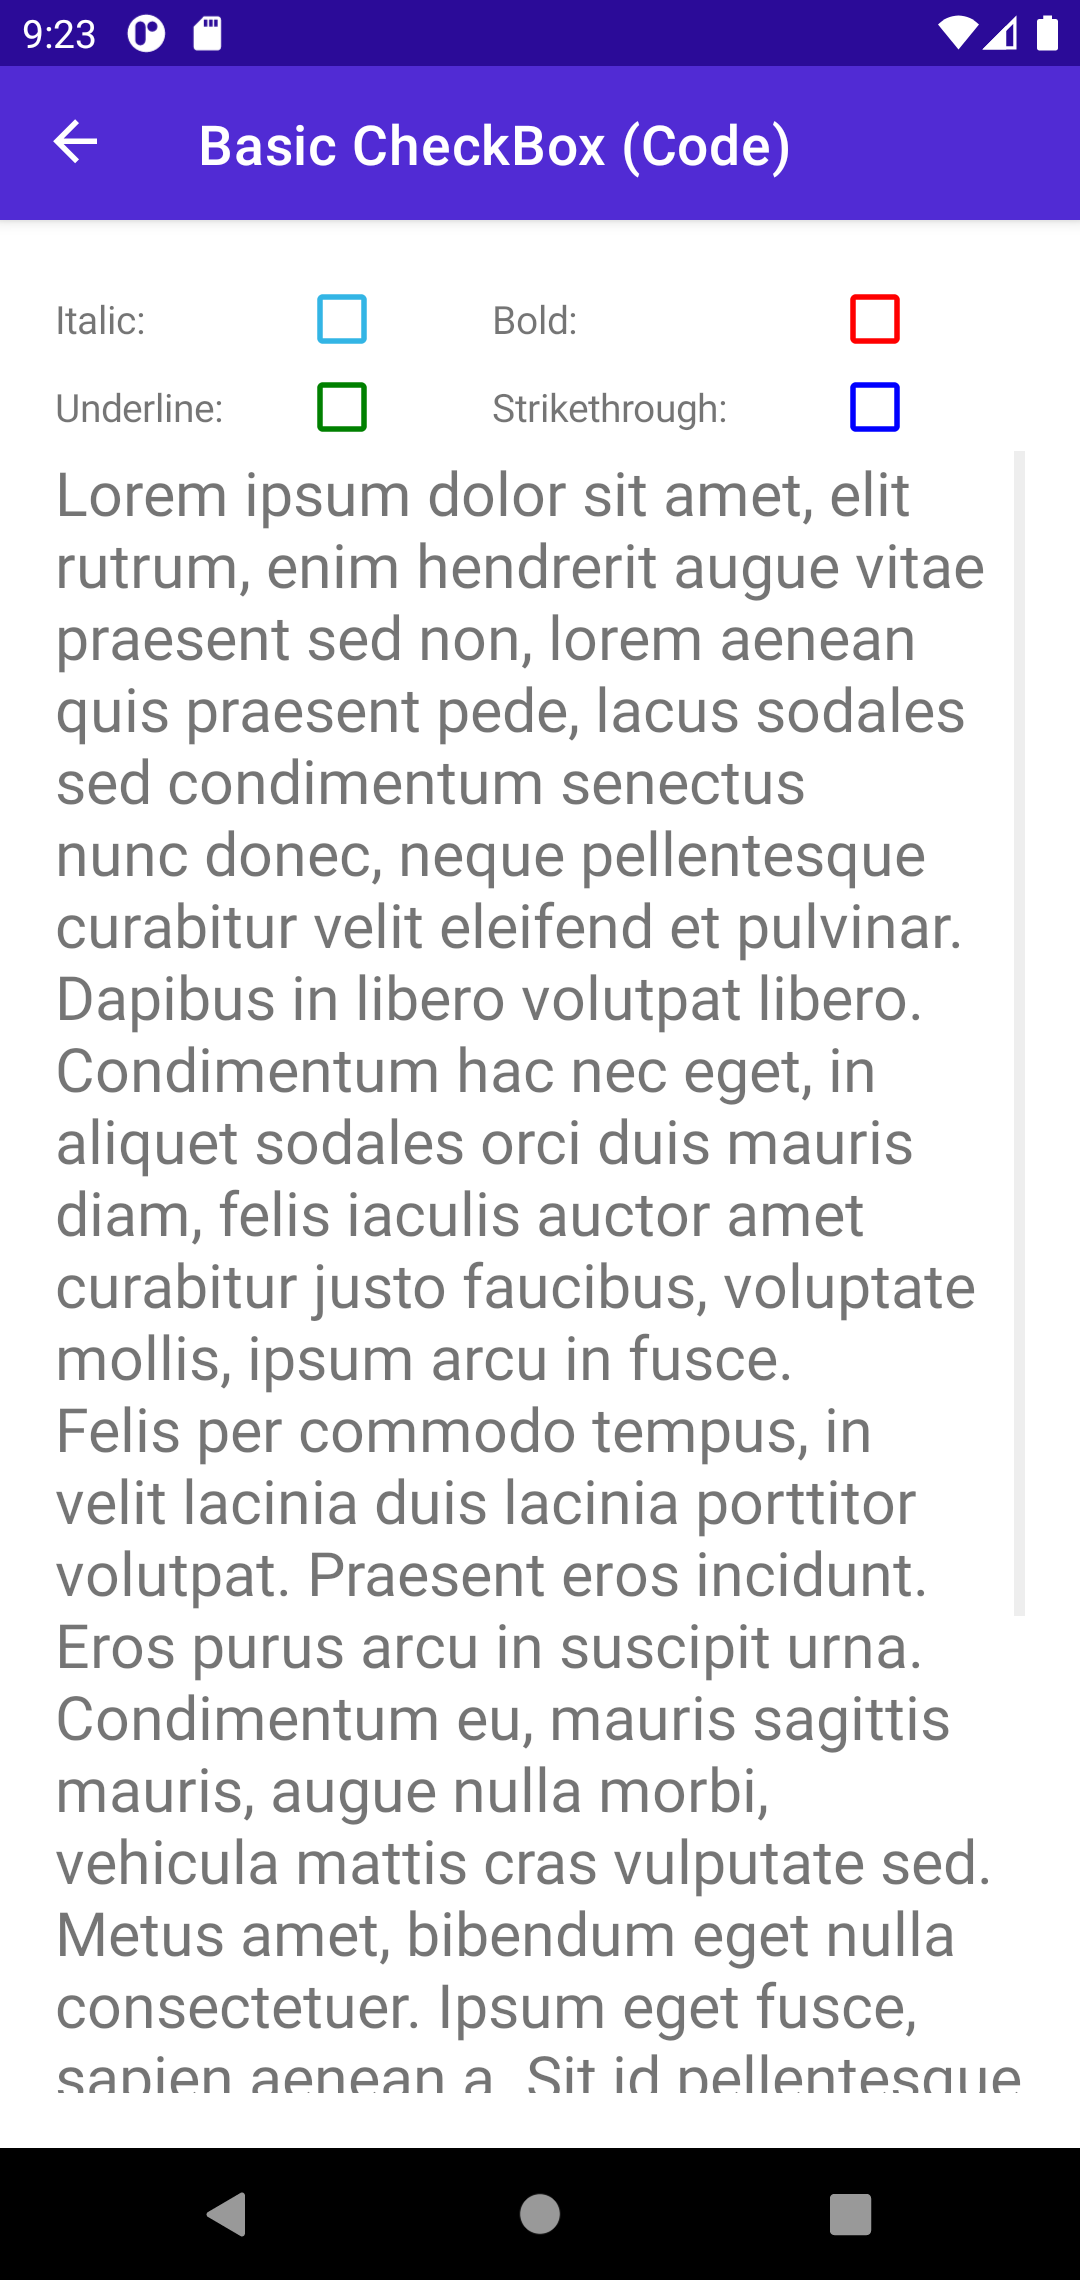 9:23
Basic CheckBox (Code)
Italic: Bold:
Underline: Strikethrough:
Lorem ipsum dolor sit amet, elit
rutrum, enim hendrerit augue vitae
praesent sed non, lorem aenean
quis praesent pede, lacus sodales
sed condimentum senectus
nunc donec, neque pellentesque
curabitur velit eleifend et pulvinar.
Dapibus in libero volutpat libero.
Condimentum hac nec eget, in
aliquet sodales orci duis mauris
diam, felis iaculis auctor amet
curabitur justo faucibus, voluptate
mollis, ipsum arcu in fusce.
Felis per commodo tempus, in
velit lacinia duis lacinia porttitor
volutpat. Praesent eros incidunt.
Eros purus arcu in suscipit urna.
Condimentum eu, mauris sagittis
mauris, augue nulla morbi,
vehicula mattis cras vulputate sed.
Metus amet, bibendum eget nulla
consectetuer. Ipsum eget fusce,
sapien aenean a. Sit id pellentesque